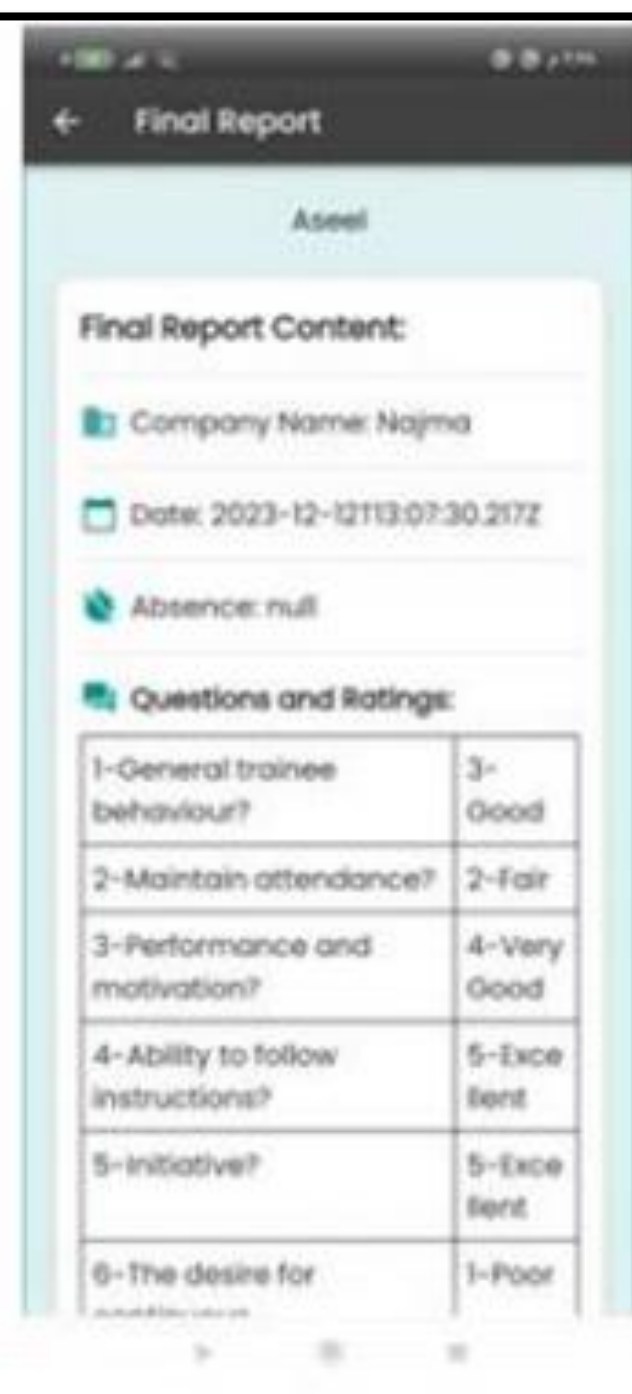 Final Report
Aseel
Final Report Content:
Company Name: Najma
Date: 2023-12-12T13:07:30.217Z
Absence: null
Questions and Ratings:
1-General trainee
behaviour?
3-
Good
2-Maintain attendance?
2-Fair
3-Performance and
motivation?
4-Very
Good
4-Ability to follow
instructions?
5-Exce
llent
5-Initiative?
5-Exce
llent
6-The desire for
1-Poor